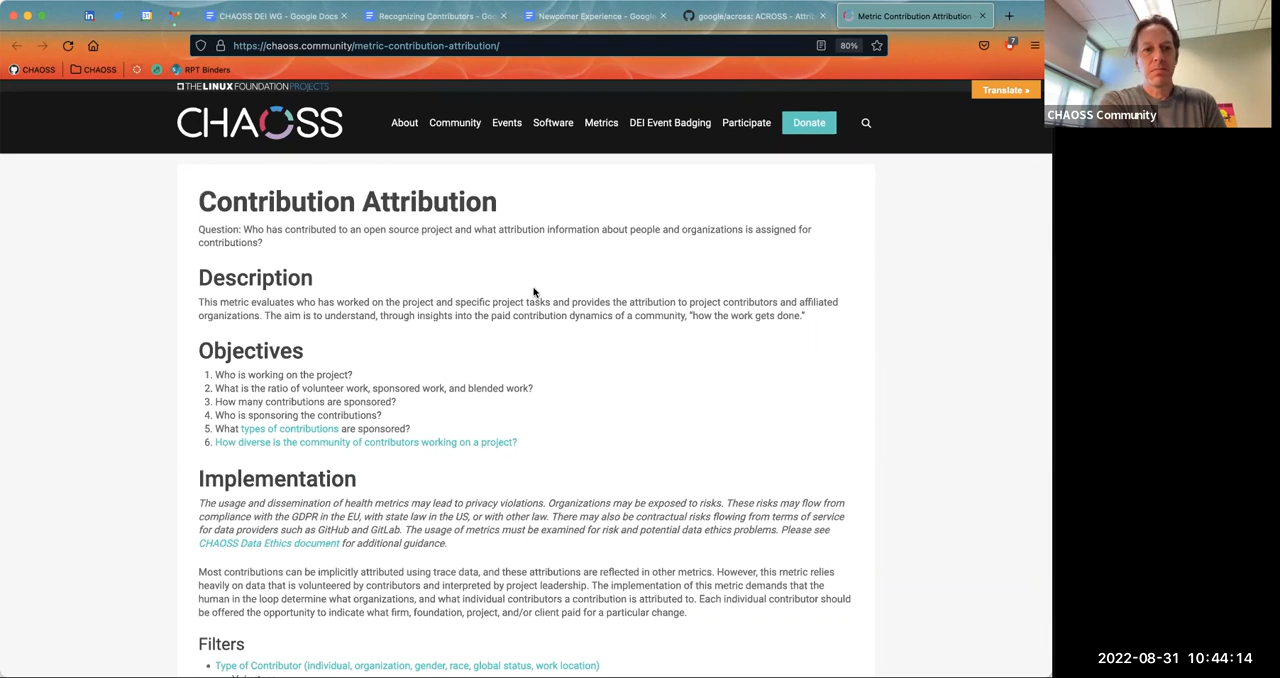 CHAOSS DEI WG - Google Docs
Recognizing Contributors - Goo
Newcomer Experience - Google
google/across: ACROSS - Attrib
Metric Contribution Attribution
https://chaoss.community/metric-contribution-attribution/
80%
7
CHAOSS
CHAOSS
RPT Binders
THE LINUX FOUNDATION PROJECTS
Translate »
CHAOSS
About
Community
Events
Software
Metrics
DEI Event Badging
Participate
Donate
CHAOSS Community
Contribution Attribution
Question: Who has contributed to an open source project and what attribution information about people and organizations is assigned for
contributions?
Description
This metric evaluates who has worked on the project and specific project tasks and provides the attribution to project contributors and affiliated
organizations. The aim is to understand, through insights into the paid contribution dynamics of a community, “how the work gets done.”
Objectives
1. Who is working on the project?
2. What is the ratio of volunteer work, sponsored work, and blended work?
3. How many contributions are sponsored?
4. Who is sponsoring the contributions?
5. What types of contributions are sponsored?
6. How diverse is the community of contributors working on a project?
Implementation
The usage and dissemination of health metrics may lead to privacy violations. Organizations may be exposed to risks. These risks may flow from
compliance with the GDPR in the EU, with state law in the US, or with other law. There may also be contractual risks flowing from terms of service
for data providers such as GitHub and GitLab. The usage of metrics must be examined for risk and potential data ethics problems. Please see
CHAOSS Data Ethics document for additional guidance.
Most contributions can be implicitly attributed using trace data, and these attributions are reflected in other metrics. However, this metric relies
heavily on data that is volunteered by contributors and interpreted by project leadership. The implementation of this metric demands that the
human in the loop determine what organizations, and what individual contributors a contribution is attributed to. Each individual contributor should
be offered the opportunity to indicate what firm, foundation, project, and/or client paid for a particular change.
Filters
• Type of Contributor (individual, organization, gender, race, global status, work location)
2022-08-31 10:44:14